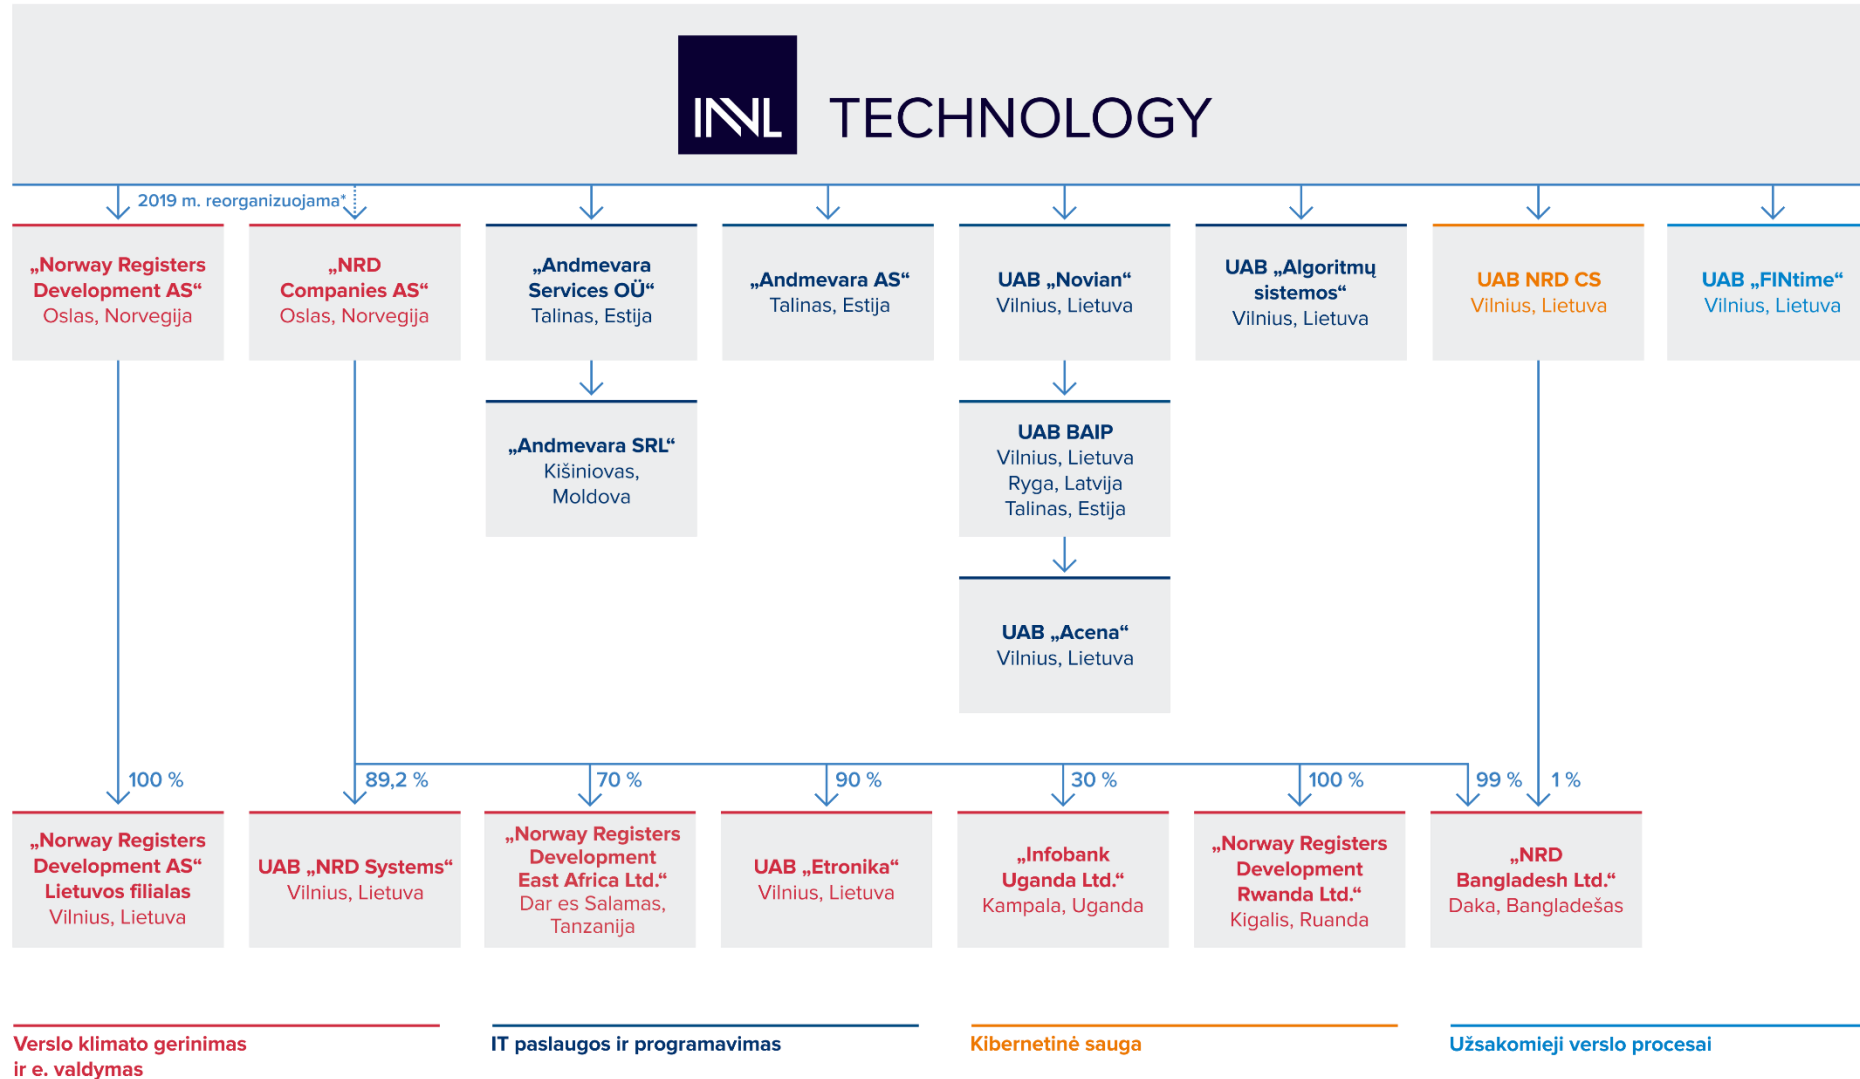 INVL TECHNOLOGY
2019 m. reorganizuojama*
„Norway Registers
Development AS“
Oslas, Norvegija
„NRD
Companies AS“
Oslas, Norvegija
„Andmevara
Services OÜ“
Talinas, Estija
„Andmevara AS“
Talinas, Estija
UAB „Novian“
Vilnius, Lietuva
UAB „Algoritmų
sistemos“
Vilnius, Lietuva
UAB NRD CS
Vilnius, Lietuva
UAB „FINtime“
Vilnius, Lietuva
„Andmevara SRL“
Kišiniovas,
Moldova
UAB BAIP
Vilnius, Lietuva
Ryga, Latvija
Talinas, Estija
UAB „Acena“
Vilnius, Lietuva
100 %
89,2 %
70 %
90 %
30 %
100 %
99 %
1 %
„Norway Registers
Development AS“
Lietuvos filialas
Vilnius, Lietuva
UAB „NRD Systems“
Vilnius, Lietuva
„Norway Registers
Development
East Africa Ltd.“
Dar es Salamas,
Tanzanija
UAB „Etronika“
Vilnius, Lietuva
„Infobank
Uganda Ltd.“
Kampala, Uganda
„Norway Registers
Development
Rwanda Ltd.“
Kigalis, Ruanda
„NRD
Bangladesh Ltd.“
Daka, Bangladešas
Verslo klimato gerinimas
ir e. valdymas
IT paslaugos ir programavimas
Kibernetinė sauga
Užsakomieji verslo procesai